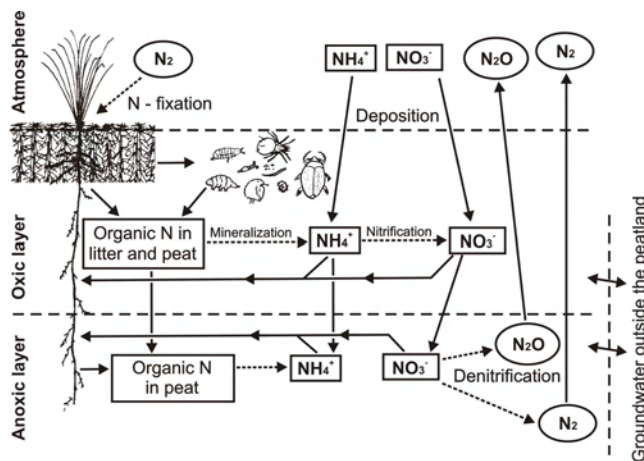 Atmosphere
N₂
N - fixation
NH₄⁺
NO₃⁻
N₂O
N₂
Deposition
Oxic layer
Organic N in
litter and peat
Mineralization
NH₄⁺
Nitrification
NO₃⁻
Anoxic layer
Organic N
in peat
NH₄⁺
NO₃⁻
N₂O
Denitrification
N₂
Groundwater outside the peatland